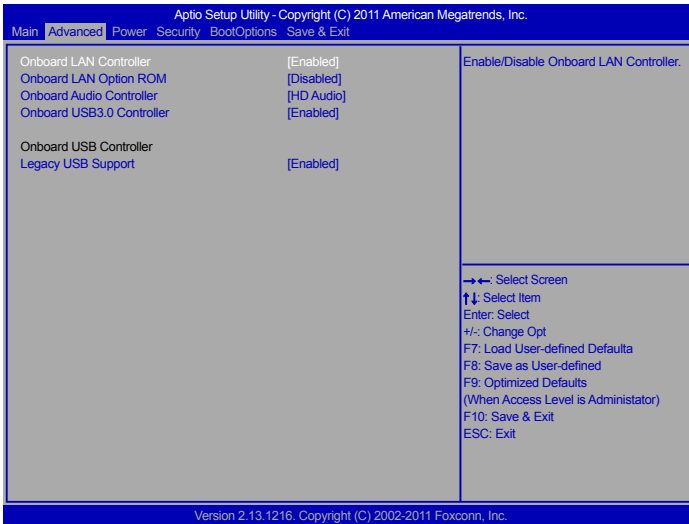 Aptio Setup Utility - Copyright (C) 2011 American Megatrends, Inc.
Main Advanced Power Security BootOptions Save & Exit
Onboard LAN Controller [Enabled]
Onboard LAN Option ROM [Disabled]
Onboard Audio Controller [HD Audio]
Onboard USB3.0 Controller [Enabled]
Onboard USB Controller
Legacy USB Support [Enabled]
Enable/Disable Onboard LAN Controller.
→←: Select Screen
↑↓: Select Item
Enter: Select
+/-: Change Opt
F7: Load User-defined Defaulta
F8: Save as User-defined
F9: Optimized Defaults
(When Access Level is Administator)
F10: Save & Exit
ESC: Exit
Version 2.13.1216. Copyright (C) 2002-2011 Foxconn, Inc.